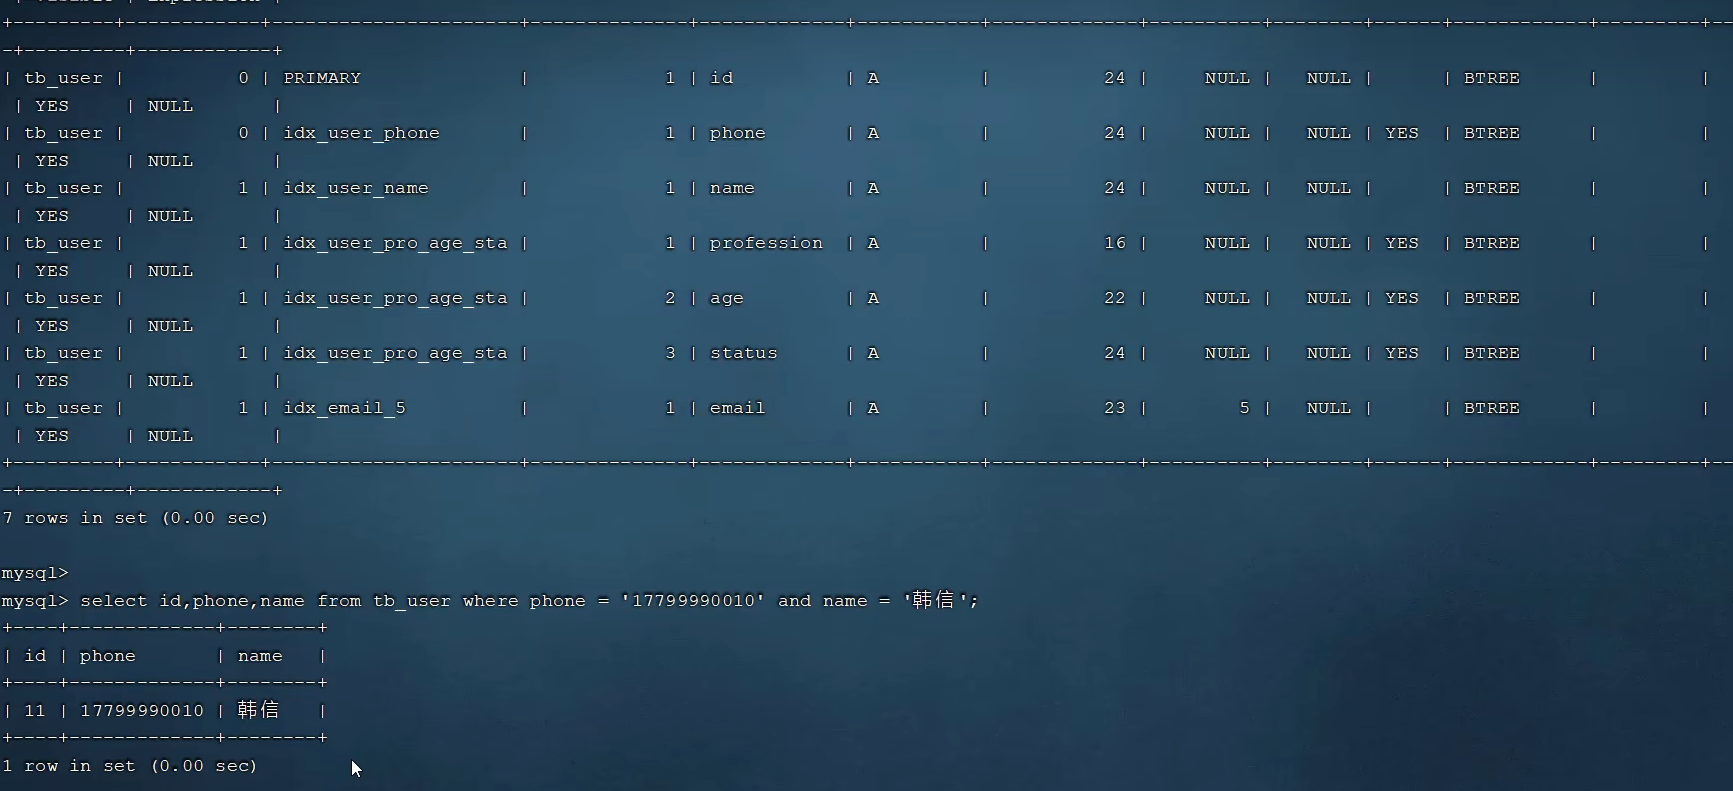 +---------+------------+----------------------+--------------+-------------+-----------+-------------+----------+--------+------+------------+---------+--
-+---------+------------+
| tb_user |          0 | PRIMARY              |            1 | id          | A         |          24 |     NULL |   NULL |      | BTREE      |         |
 | YES     | NULL       |
| tb_user |          0 | idx_user_phone       |            1 | phone       | A         |          24 |     NULL |   NULL | YES  | BTREE      |         |
 | YES     | NULL       |
| tb_user |          1 | idx_user_name        |            1 | name        | A         |          24 |     NULL |   NULL |      | BTREE      |         |
 | YES     | NULL       |
| tb_user |          1 | idx_user_pro_age_sta |            1 | profession  | A         |          16 |     NULL |   NULL | YES  | BTREE      |         |
 | YES     | NULL       |
| tb_user |          1 | idx_user_pro_age_sta |            2 | age         | A         |          22 |     NULL |   NULL | YES  | BTREE      |         |
 | YES     | NULL       |
| tb_user |          1 | idx_user_pro_age_sta |            3 | status      | A         |          24 |     NULL |   NULL | YES  | BTREE      |         |
 | YES     | NULL       |
| tb_user |          1 | idx_email_5          |            1 | email       | A         |          23 |        5 |   NULL |      | BTREE      |         |
 | YES     | NULL       |
+---------+------------+----------------------+--------------+-------------+-----------+-------------+----------+--------+------+------------+---------+--
-+---------+------------+
7 rows in set (0.00 sec)
mysql>
mysql> select id,phone,name from tb_user where phone = '17799990010' and name = '韩信';
+----+-------------+--------+
| id | phone       | name   |
+----+-------------+--------+
| 11 | 17799990010 | 韩信   |
+----+-------------+--------+
1 row in set (0.00 sec)